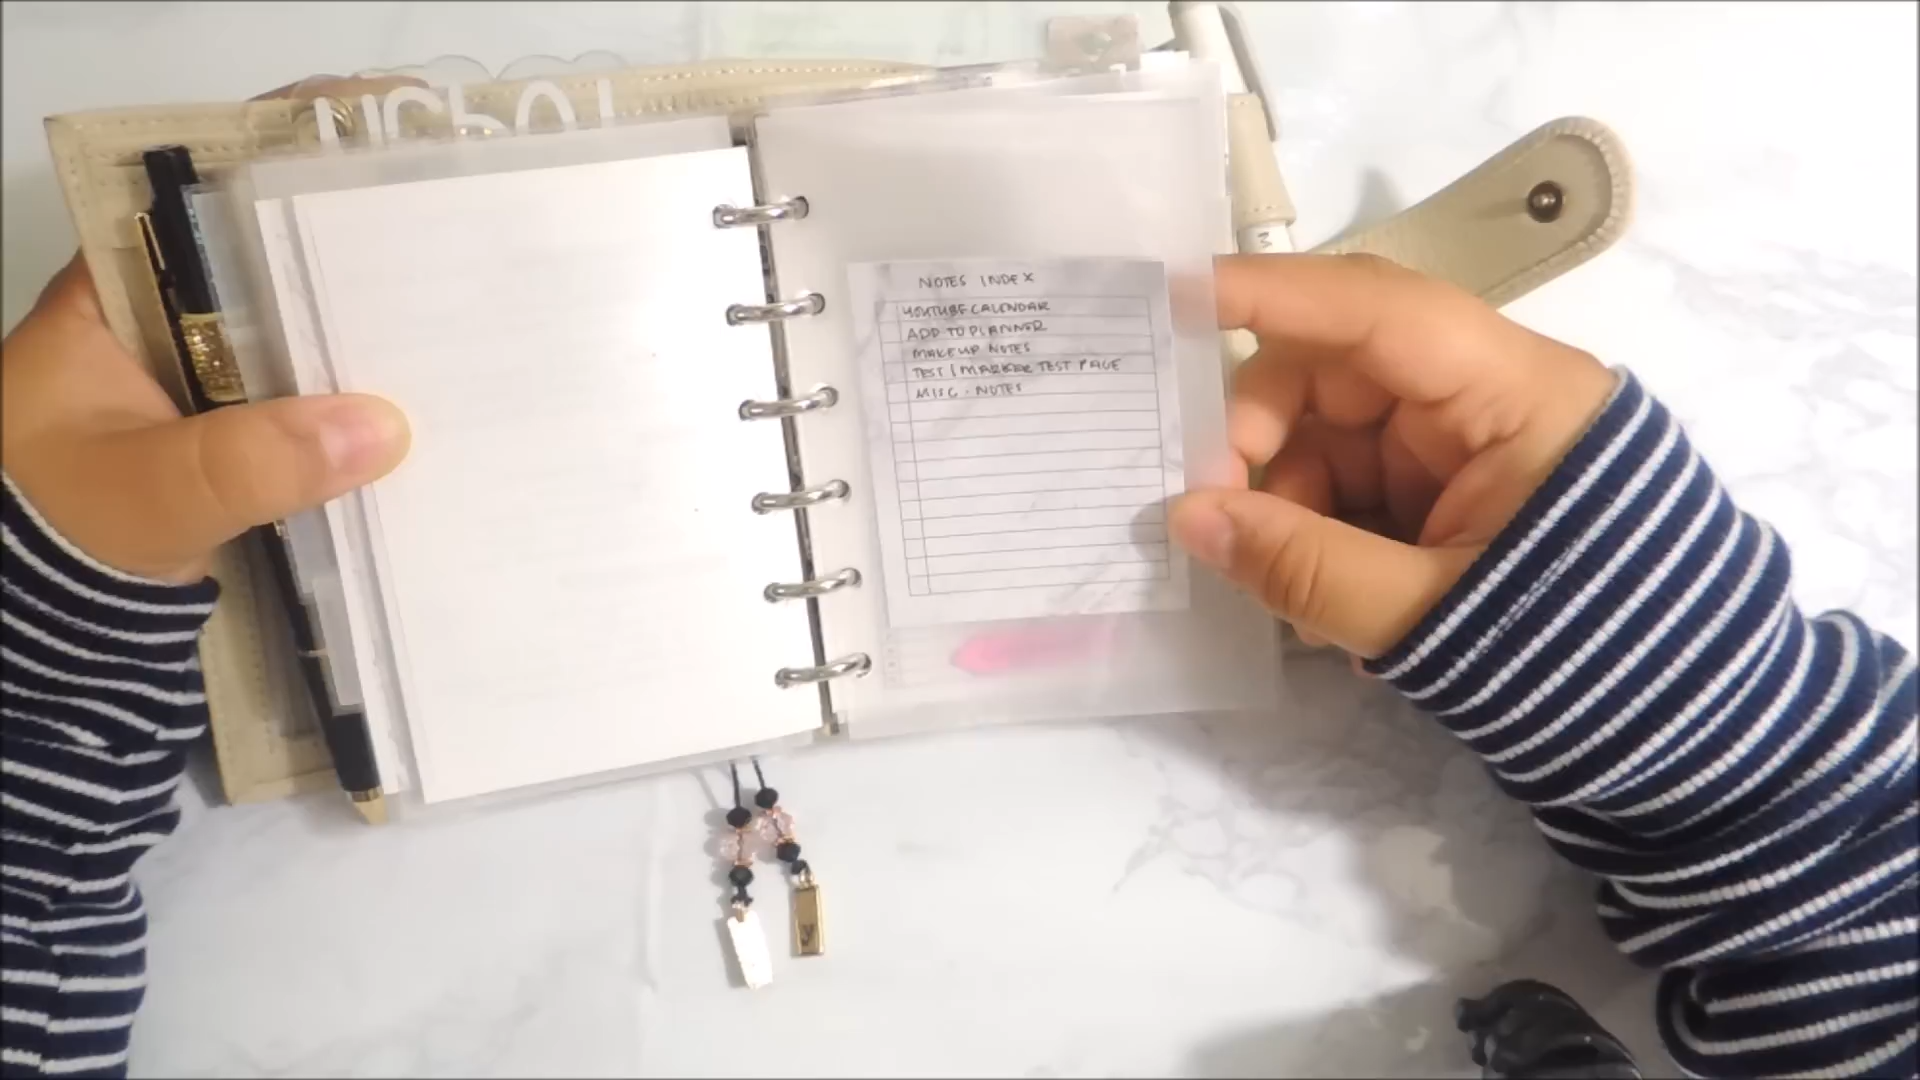 NOTES INDEX
YOUTUBE CALENDAR
ADD TO PLANNER
MAKEUP NOTES
TEST / MARKER TEST PAGE
MISC. NOTES